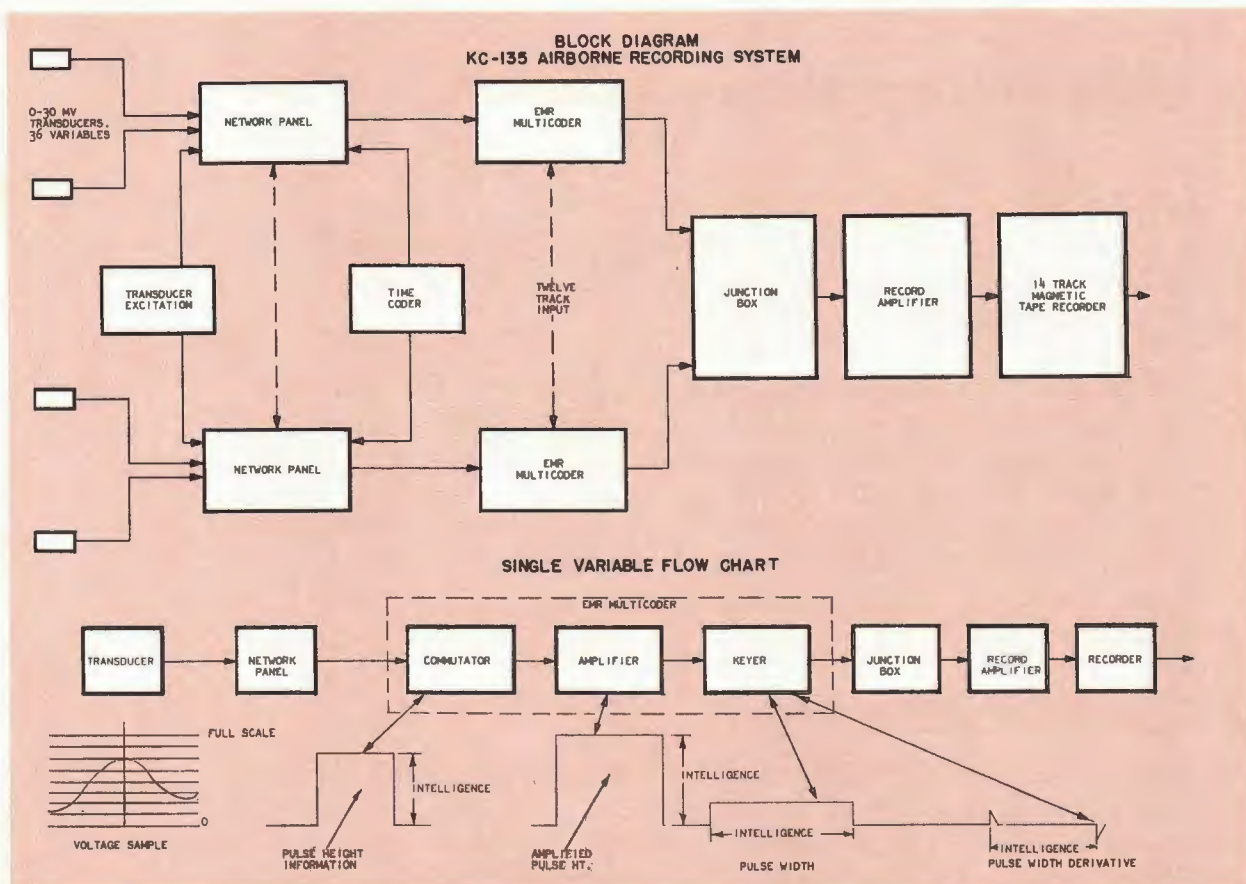 BLOCK DIAGRAM
KC-135 AIRBORNE RECORDING SYSTEM
0-30 MV
TRANSDUCERS.
36 VARIABLES
NETWORK PANEL
EMR
MULTICODER
TRANSDUCER
EXCITATION
TIME
CODER
TWELVE
TRACK
INPUT
JUNCTION
BOX
RECORD
AMPLIFIER
14 TRACK
MAGNETIC
TAPE RECORDER
NETWORK PANEL
EMR
MULTICODER
SINGLE VARIABLE FLOW CHART
EMR MULTICODER
TRANSDUCER
NETWORK
PANEL
COMMUTATOR
AMPLIFIER
KEYER
JUNCTION
BOX
RECORD
AMPLIFIER
RECORDER
FULL SCALE
0
VOLTAGE SAMPLE
INTELLIGENCE
PULSE HEIGHT
INFORMATION
INTELLIGENCE
AMPLIFIED
PULSE HT.
INTELLIGENCE
PULSE WIDTH
INTELLIGENCE
PULSE WIDTH DERIVATIVE